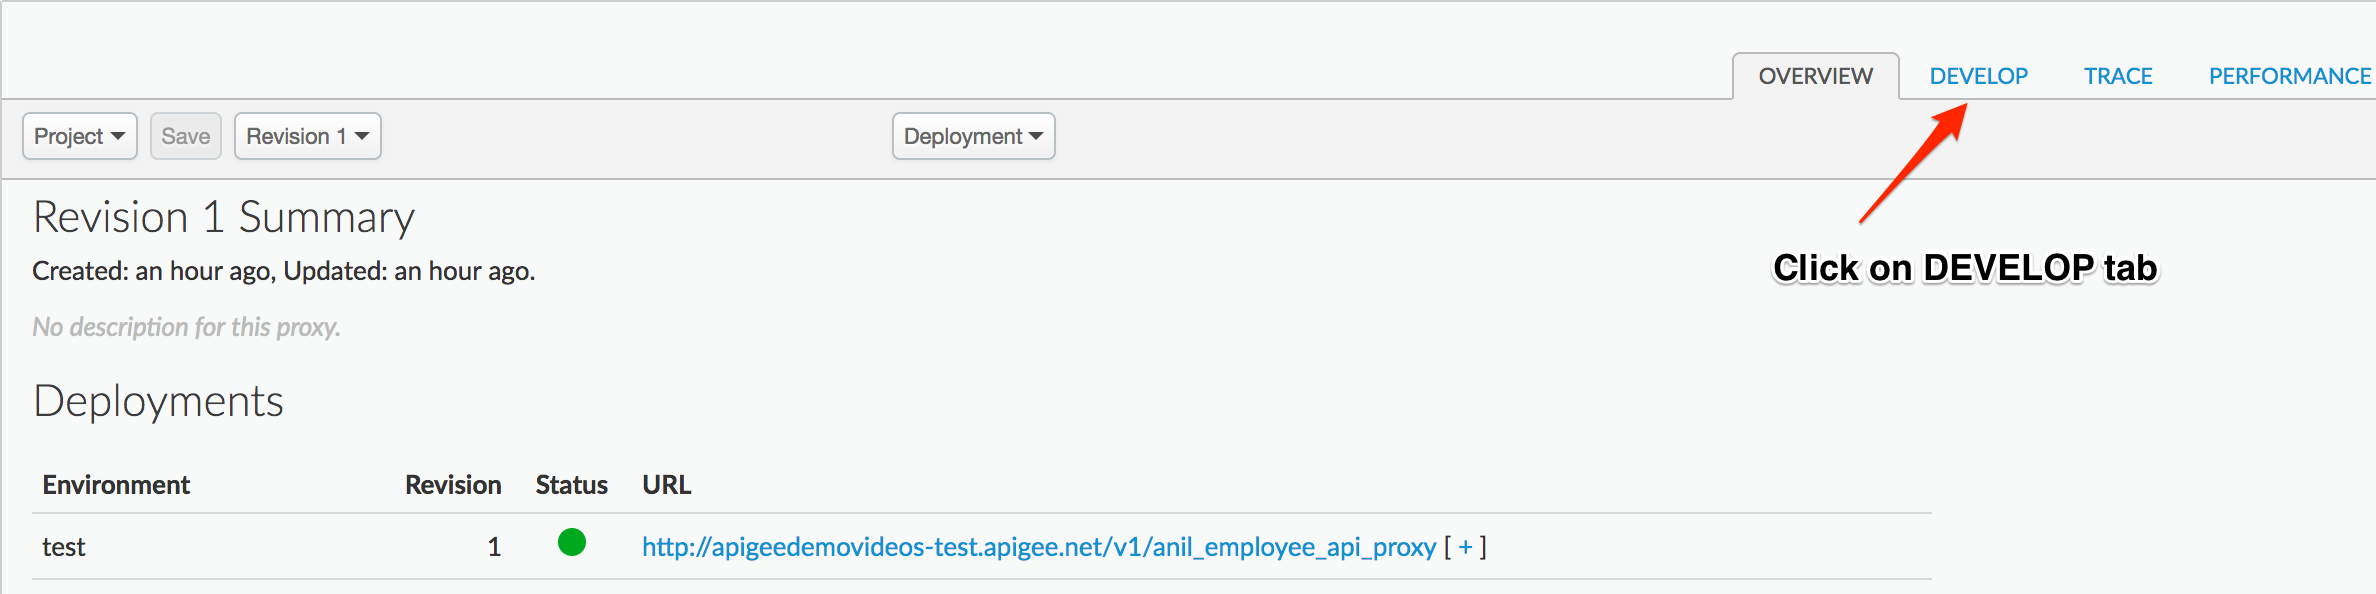 OVERVIEW DEVELOP TRACE PERFORMANCE
Project Save Revision 1 Deployment
Revision 1 Summary
Created: an hour ago, Updated: an hour ago.
Click on DEVELOP tab
No description for this proxy.
Deployments
Environment Revision Status URL
test 1 http://apigeedemovideos-test.apigee.net/v1/anil_employee_api_proxy [ + ]